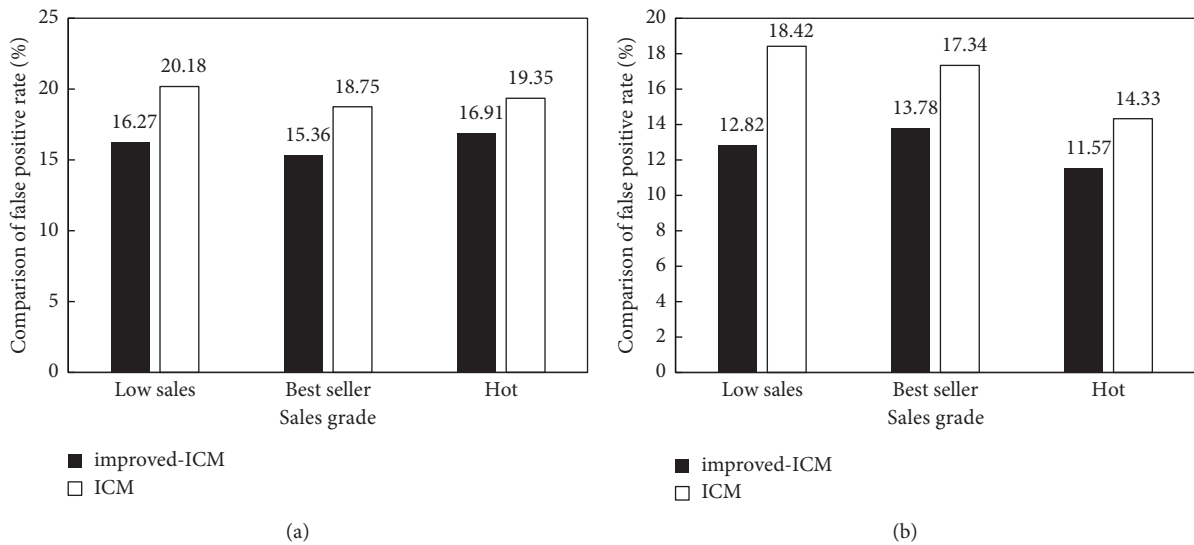 Comparison of false positive rate (%)
25
20
15
10
5
0
20.18
16.27
18.75
15.36
19.35
16.91
Low sales
Best seller
Hot
Sales grade
improved-ICM
ICM
(a)
Comparison of false positive rate (%)
20
18
16
14
12
10
8
6
4
2
0
18.42
12.82
17.34
13.78
14.33
11.57
Low sales
Best seller
Hot
Sales grade
improved-ICM
ICM
(b)